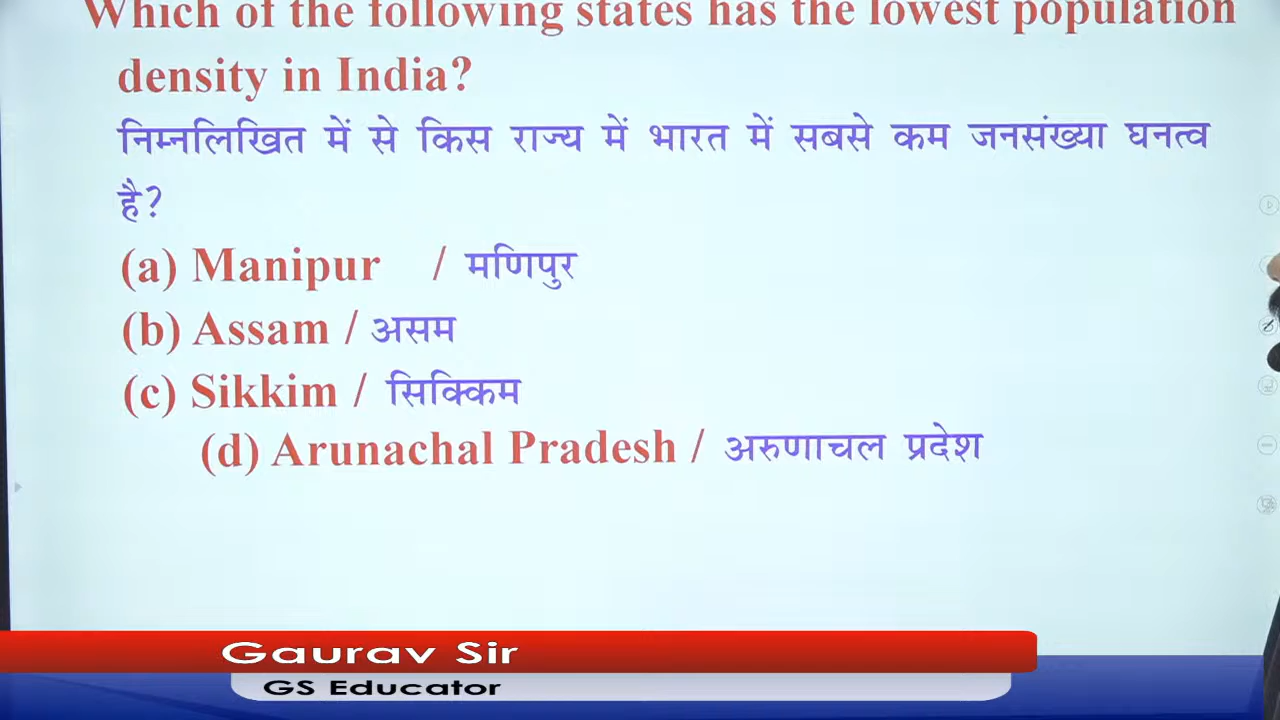 Which of the following states has the lowest population
density in India?
निम्नलिखित में से किस राज्य में भारत में सबसे कम जनसंख्या घनत्व
है?
(a) Manipur / मणिपुर
(b) Assam / असम
(c) Sikkim / सिक्किम
(d) Arunachal Pradesh / अरुणाचल प्रदेश
Gaurav Sir
GS Educator